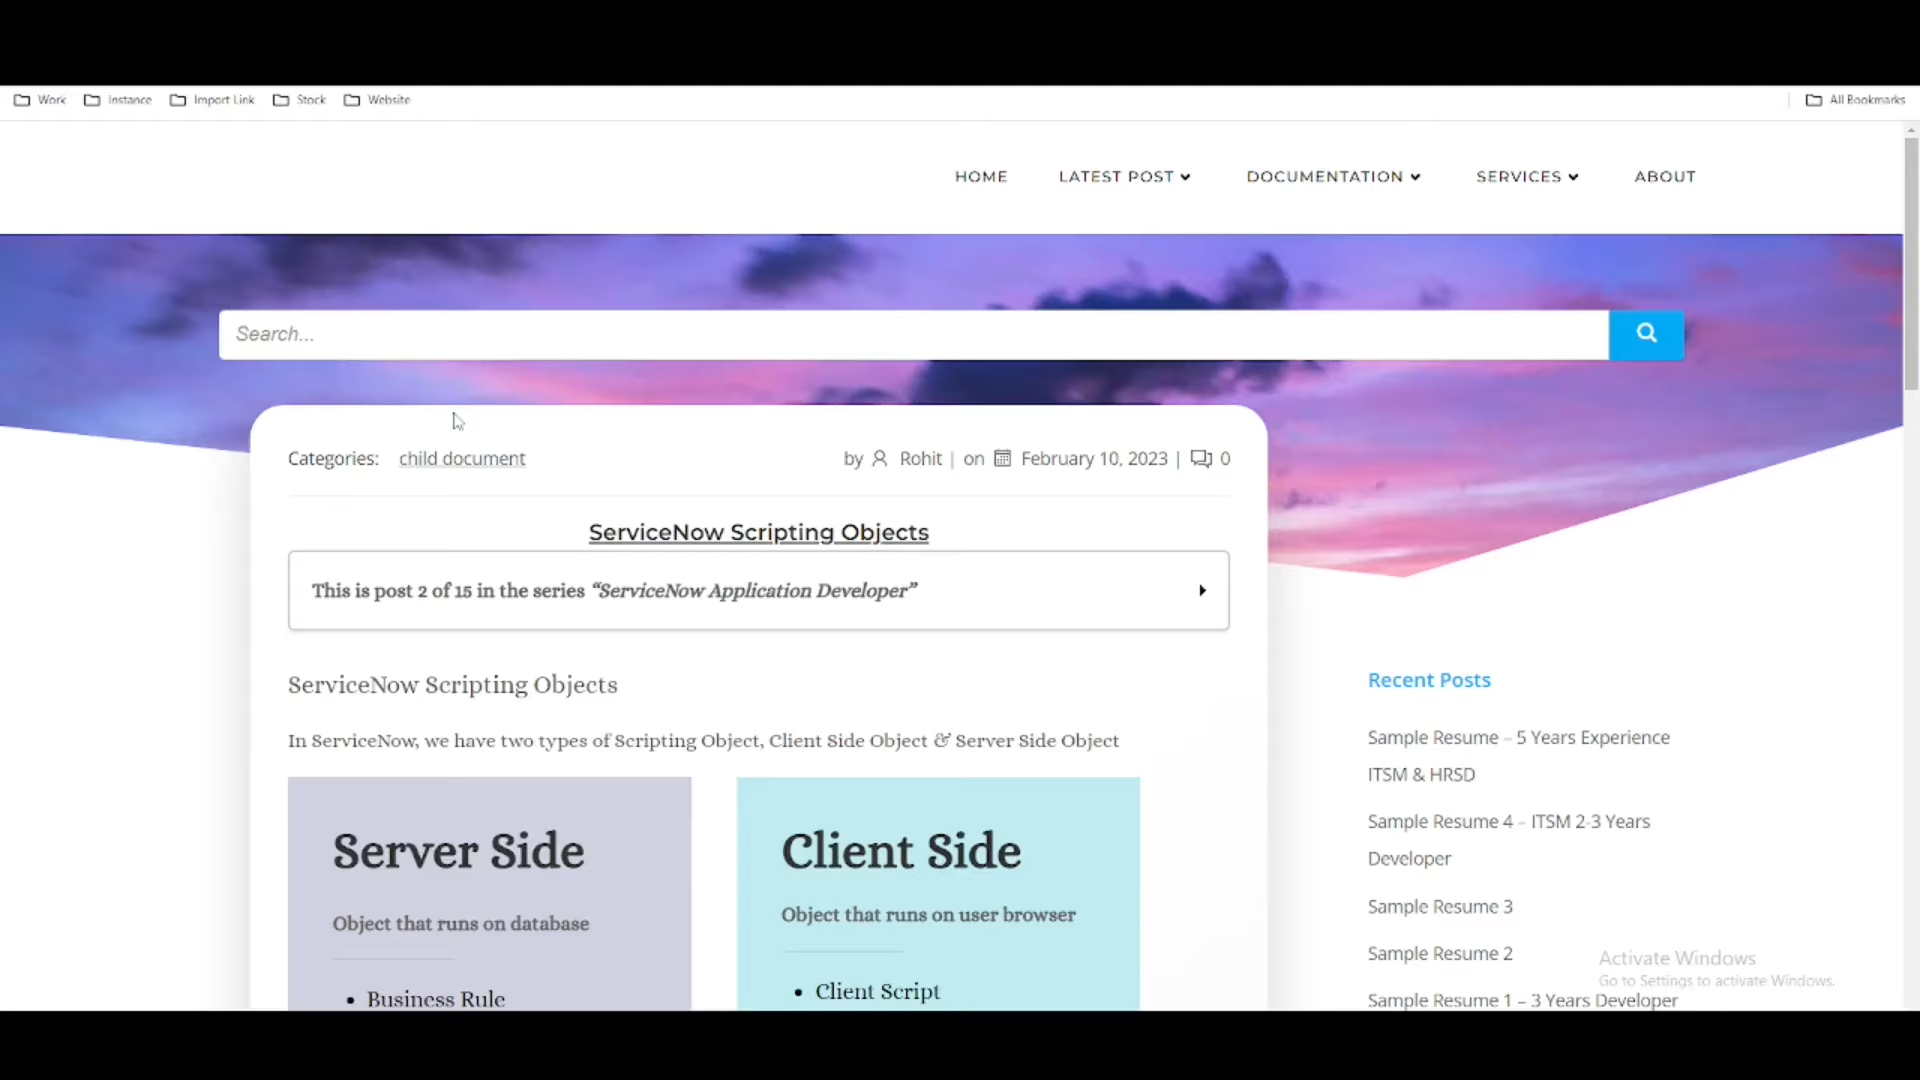 Work Instance Import Link Stock Website All Bookmarks
HOME LATEST POST DOCUMENTATION SERVICES ABOUT
Search...
Categories: child document by Rohit | on February 10, 2023 | 0
ServiceNow Scripting Objects
This is post 2 of 15 in the series “ServiceNow Application Developer”
ServiceNow Scripting Objects
In ServiceNow, we have two types of Scripting Object, Client Side Object & Server Side Object
Server Side
Object that runs on database
• Business Rule
Client Side
Object that runs on user browser
• Client Script
Recent Posts
Sample Resume – 5 Years Experience
ITSM & HRSD
Sample Resume 4 – ITSM 2-3 Years
Developer
Sample Resume 3
Sample Resume 2
Sample Resume 1 – 3 Years Developer
Activate Windows
Go to Settings to activate Windows.